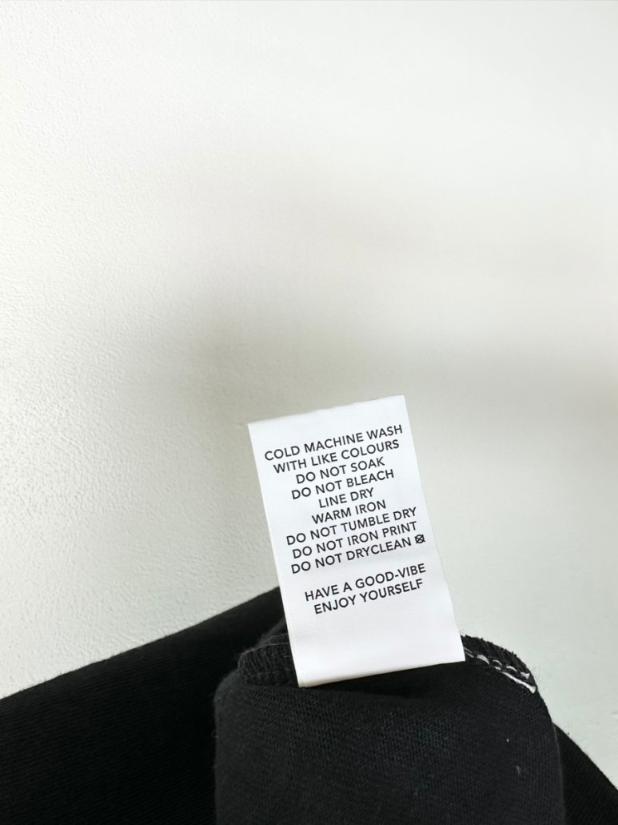 COLD MACHINE WASH
WITH LIKE COLOURS
DO NOT SOAK
DO NOT BLEACH
LINE DRY
WARM IRON
DO NOT TUMBLE DRY
DO NOT IRON PRINT
DO NOT DRYCLEAN
HAVE A GOOD-VIBE
ENJOY YOURSELF